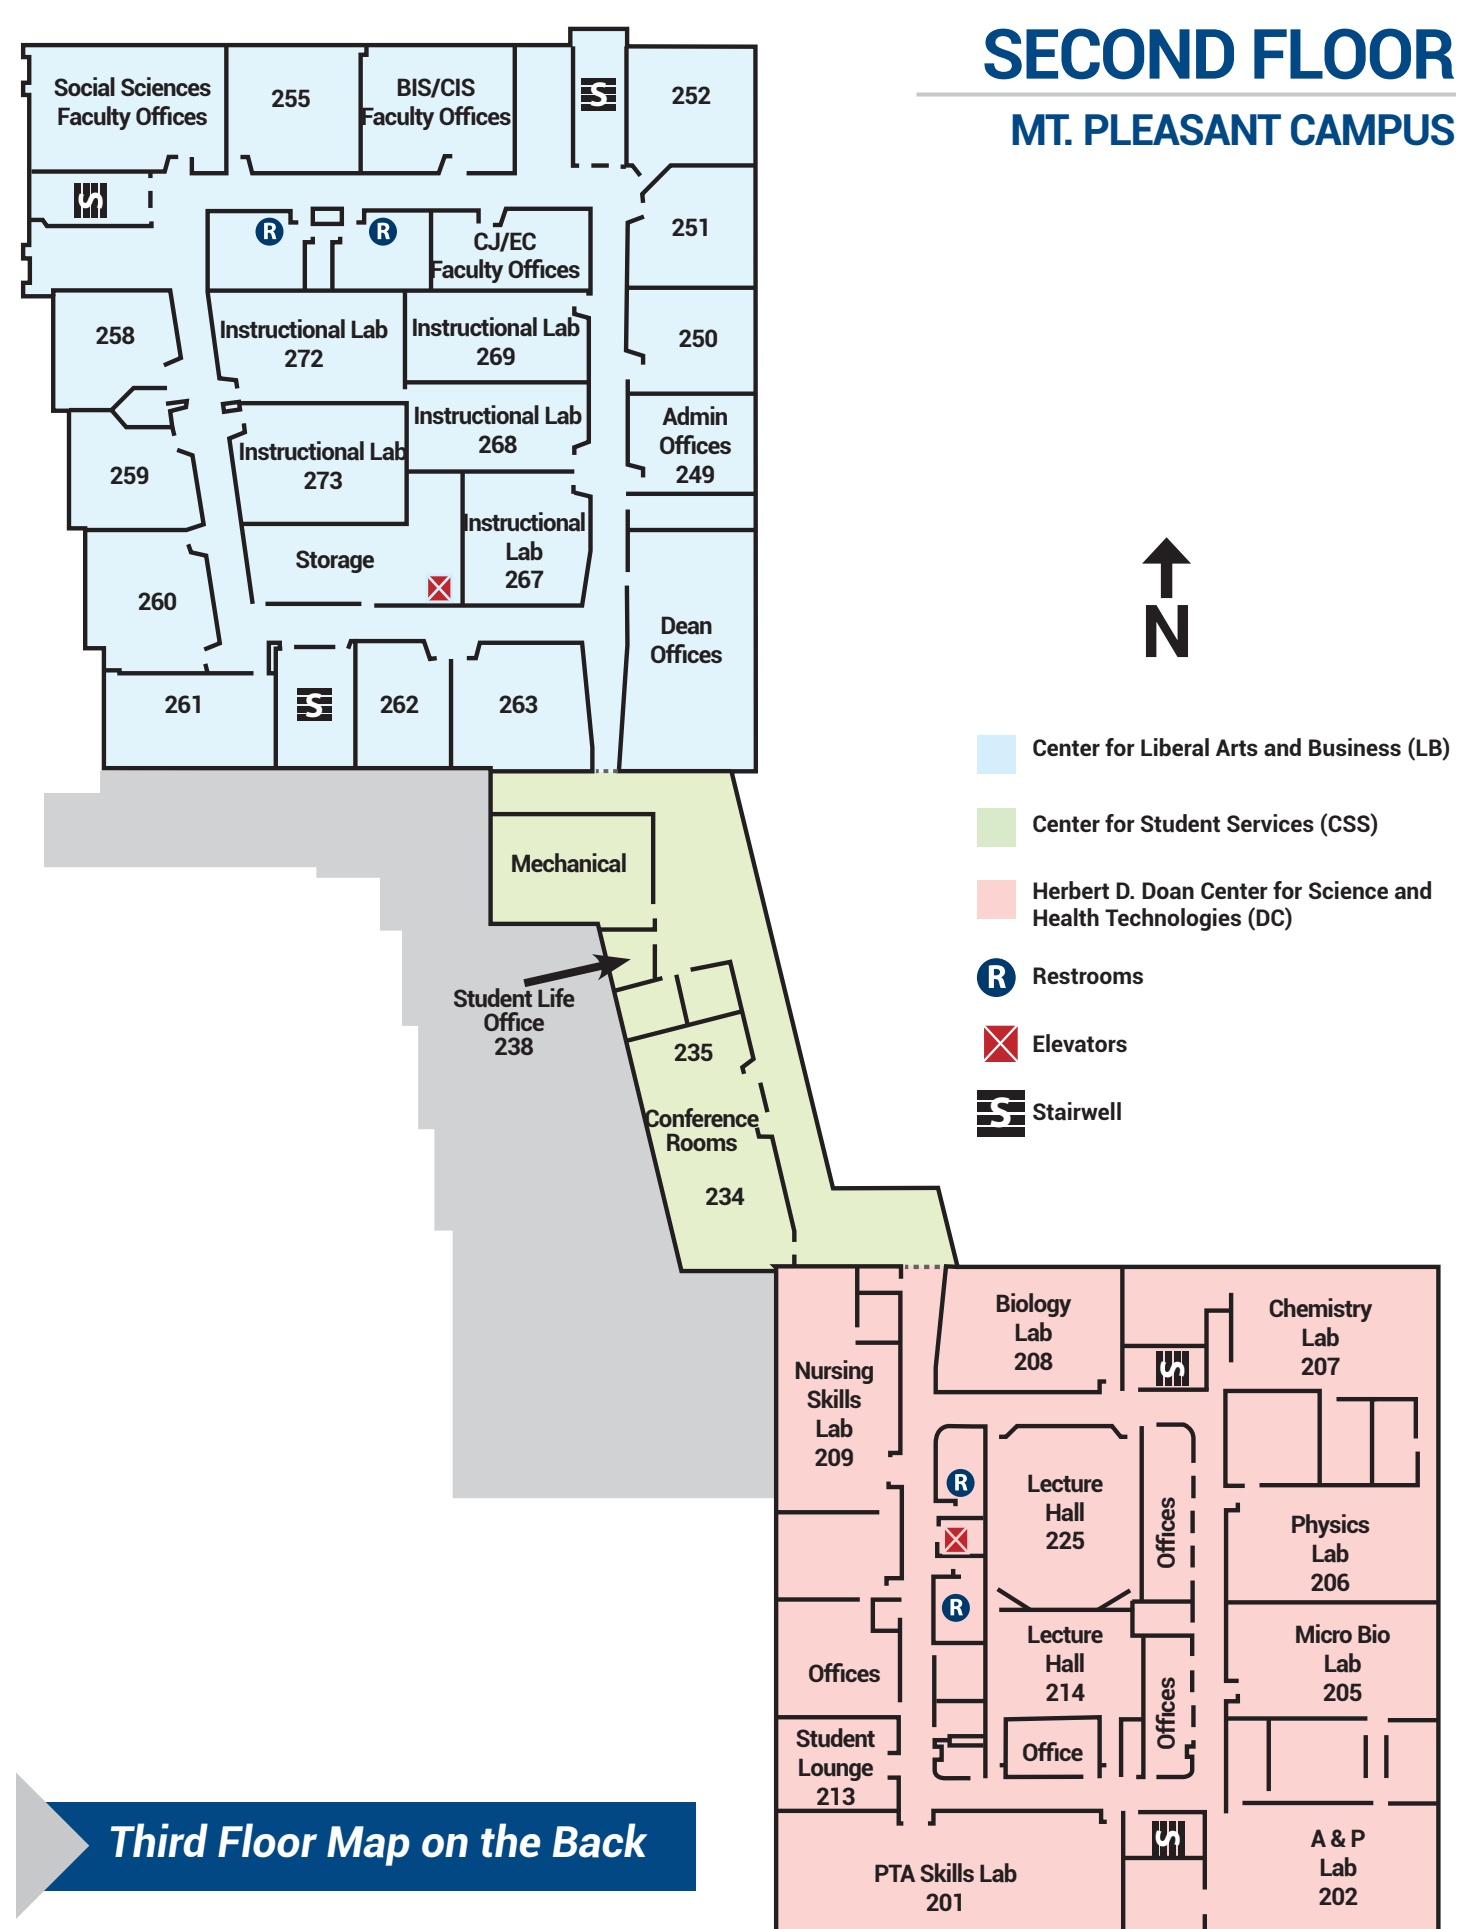 SECOND FLOOR
MT. PLEASANT CAMPUS
Social Sciences
Faculty Offices
255
BIS/CIS
Faculty Offices
S
252
S
R
R
CJ/EC
Faculty Offices
251
258
Instructional Lab
272
Instructional Lab
269
250
259
Instructional Lab
273
Instructional Lab
268
Admin
Offices
249
260
Storage
Instructional
Lab
267
Dean
Offices
261
S
262
263
N
Center for Liberal Arts and Business (LB)
Center for Student Services (CSS)
Herbert D. Doan Center for Science and
Health Technologies (DC)
R Restrooms
Elevators
S Stairwell
Mechanical
Student Life
Office
238
235
Conference
Rooms
234
Nursing
Skills
Lab
209
Biology
Lab
208
S
Chemistry
Lab
207
R
Lecture
Hall
225
Offices
Physics
Lab
206
R
Offices
Lecture
Hall
214
Offices
Micro Bio
Lab
205
Student
Lounge
213
Office
PTA Skills Lab
201
S
A & P
Lab
202
Third Floor Map on the Back